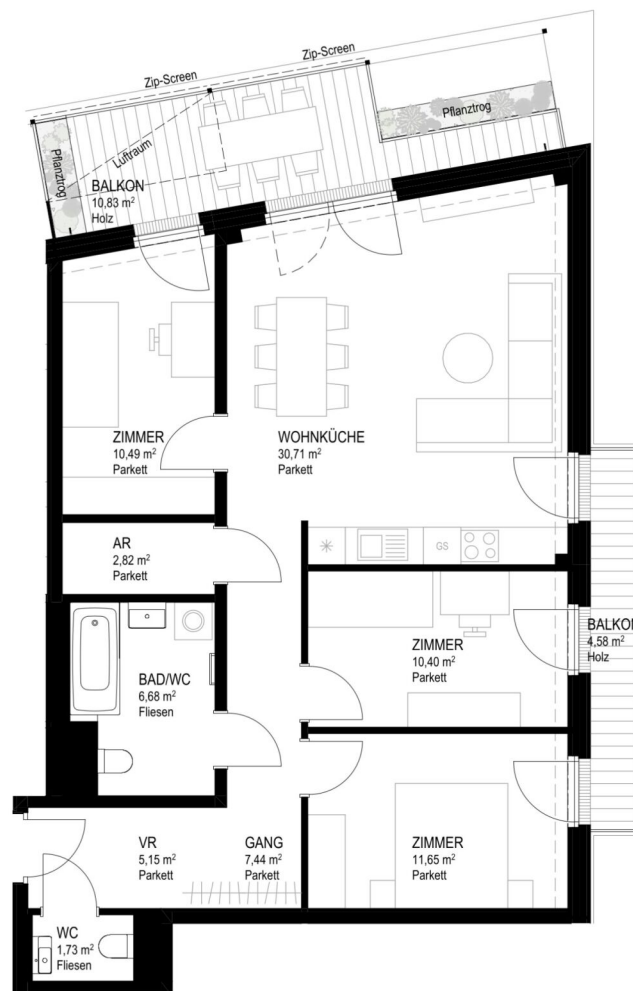 Zip-Screen
Zip-Screen
Pflanztrog
Pflanztrog
Luftraum
BALKON
10,83 m²
Holz
ZIMMER
10,49 m²
Parkett
WOHNKÜCHE
30,71 m²
Parkett
AR
2,82 m²
Parkett
GS
BALKON
4,58 m²
Holz
ZIMMER
10,40 m²
Parkett
BAD/WC
6,68 m²
Fliesen
VR
5,15 m²
Parkett
GANG
7,44 m²
Parkett
ZIMMER
11,65 m²
Parkett
WC
1,73 m²
Fliesen